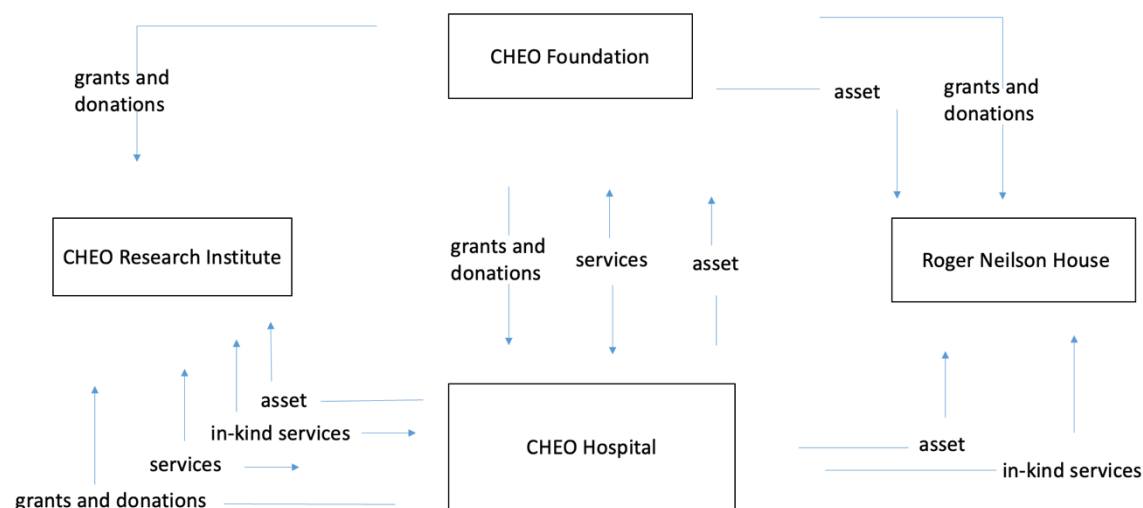 CHEO Foundation
grants and
donations
asset
grants and
donations
CHEO Research Institute
grants and
donations
services
asset
Roger Neilson House
asset
in-kind services
services
grants and donations
CHEO Hospital
asset
in-kind services